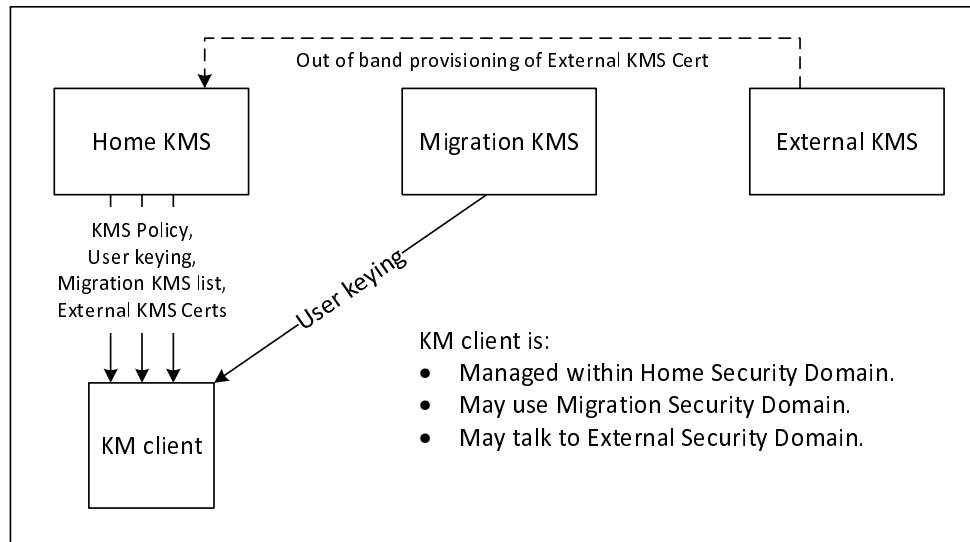 Out of band provisioning of External KMS Cert
Home KMS
Migration KMS
External KMS
KMS Policy,
User keying,
Migration KMS list,
External KMS Certs
User keying
KM client
KM client is:
• Managed within Home Security Domain.
• May use Migration Security Domain.
• May talk to External Security Domain.